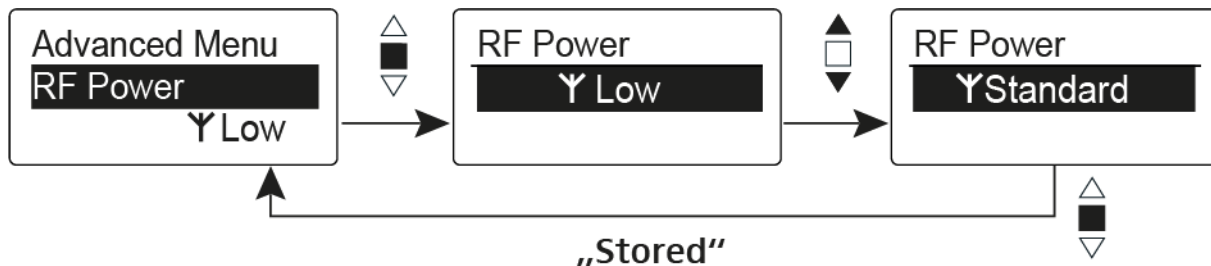 Advanced Menu
RF Power
Low
RF Power
Low
RF Power
Standard
„Stored“